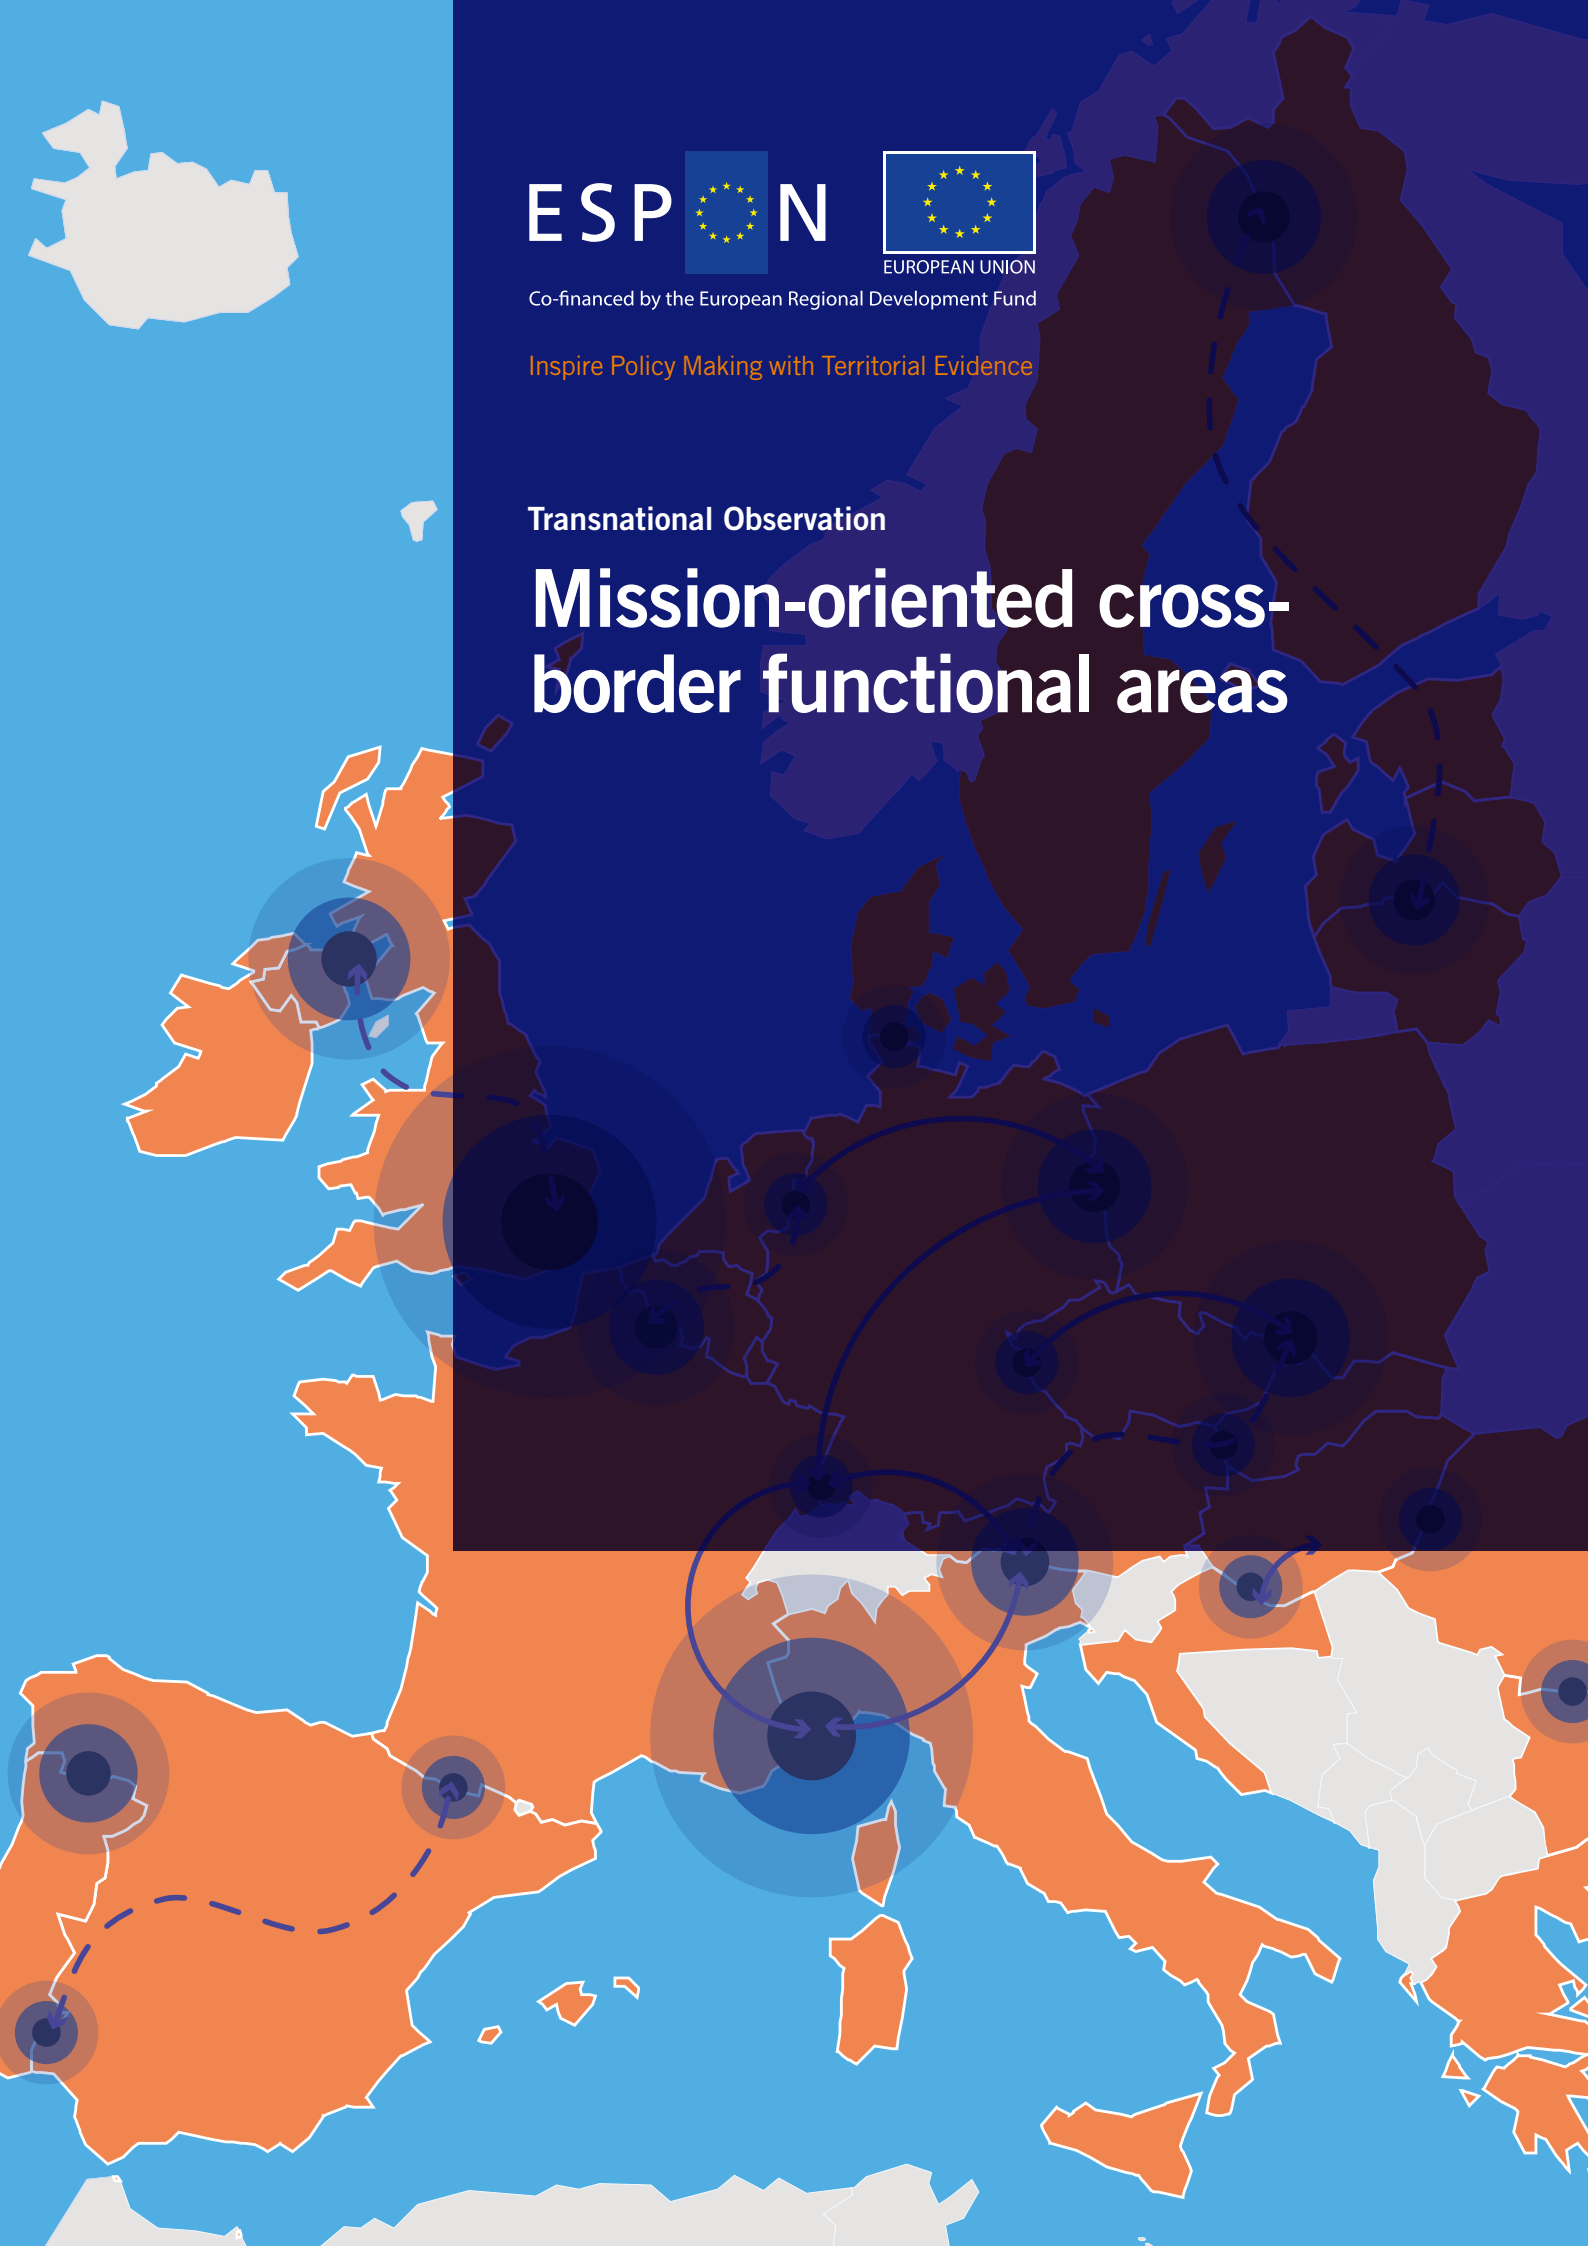 ESPON
EUROPEAN UNION
Co-financed by the European Regional Development Fund
Inspire Policy Making with Territorial Evidence
Transnational Observation
Mission-oriented cross-
border functional areas